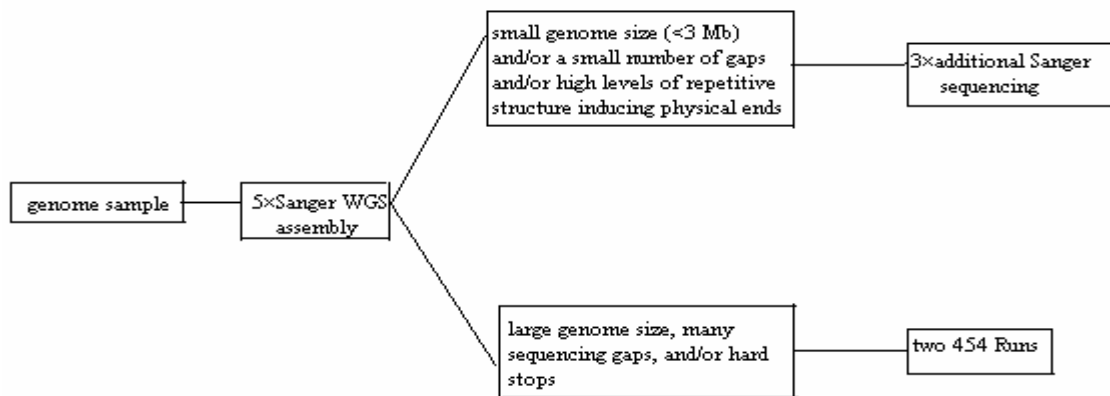 genome sample
5×Sanger WGS
assembly
small genome size (<3 Mb)
and/or a small number of gaps
and/or high levels of repetitive
structure inducing physical ends
3×additional Sanger
sequencing
large genome size, many
sequencing gaps, and/or hard
stops
two 454 Runs